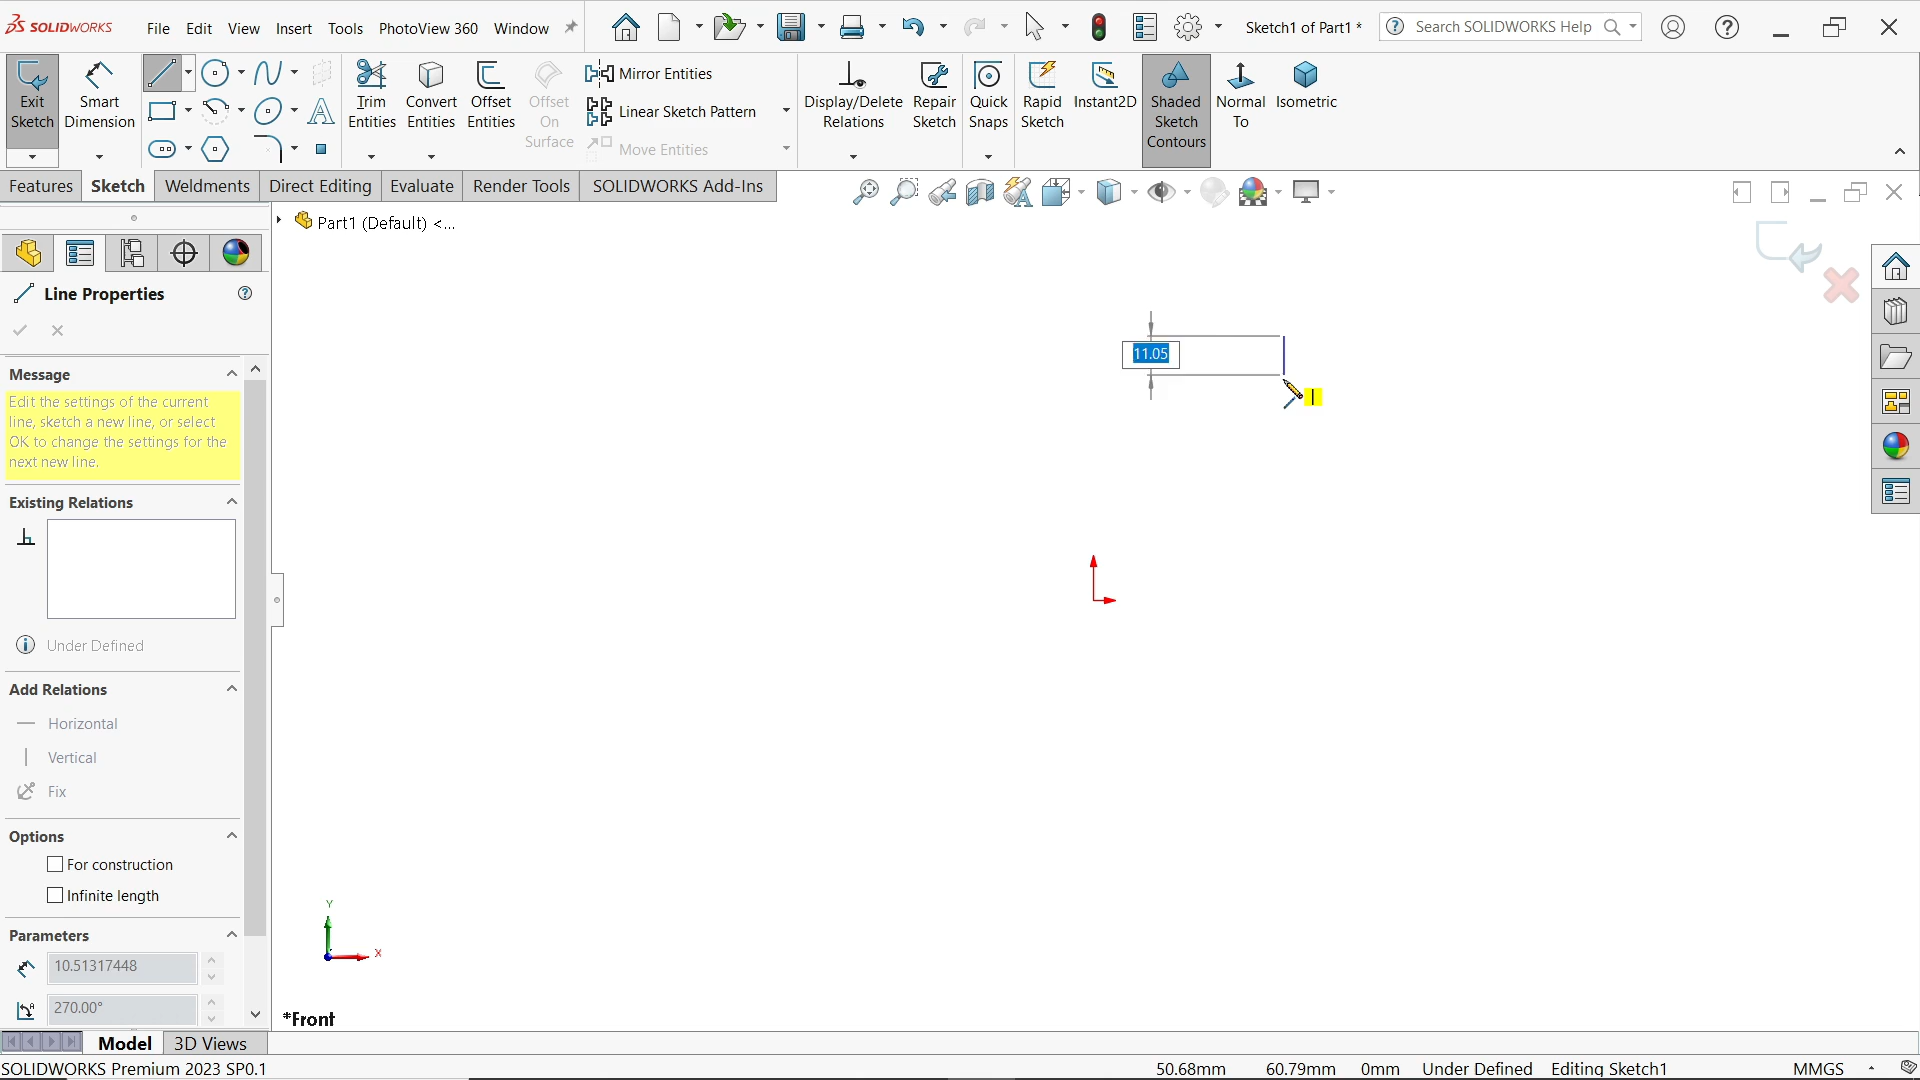 SOLIDWORKS
File
Edit
View
Insert
Tools
PhotoView 360
Window
Sketch1 of Part1 *
Search SOLIDWORKS Help
Exit
Sketch
Smart
Dimension
Trim
Entities
Convert
Entities
Offset
Entities
Offset
On
Surface
Mirror Entities
Linear Sketch Pattern
Move Entities
Display/Delete
Relations
Repair
Sketch
Quick
Snaps
Rapid
Sketch
Instant2D
Shaded
Sketch
Contours
Normal
To
Isometric
Features
Sketch
Weldments
Direct Editing
Evaluate
Render Tools
SOLIDWORKS Add-Ins
Part1 (Default) <...
Line Properties
Message
Edit the settings of the current
line, sketch a new line, or select
OK to change the settings for the
next new line.
Existing Relations
Under Defined
Add Relations
Horizontal
Vertical
Fix
Options
For construction
Infinite length
Parameters
10.51317448
270.00°
11.05
Y
X
*Front
Model
3D Views
SOLIDWORKS Premium 2023 SP0.1
50.68mm
60.79mm
0mm
Under Defined
Editing Sketch1
MMGS